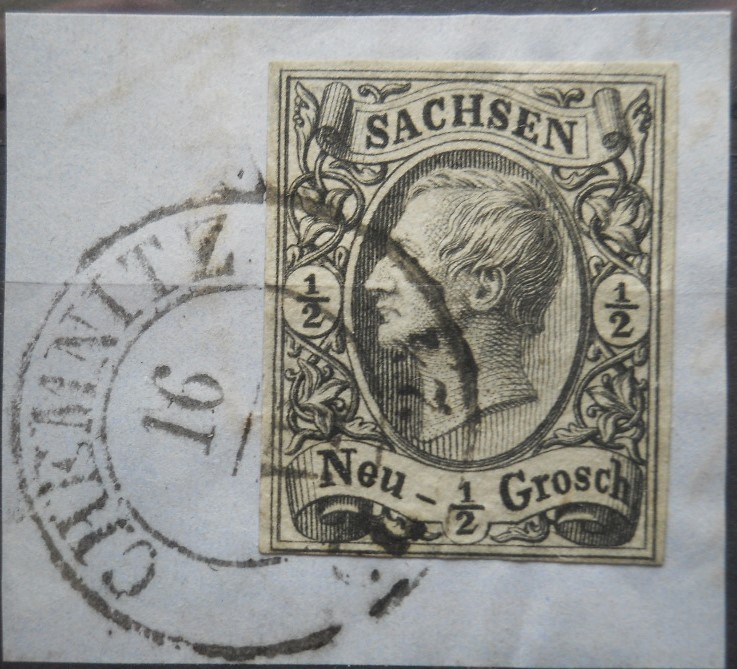 SACHSEN
1/2 1/2
Neu - 1/2 Grosch
CHEMNITZ
16